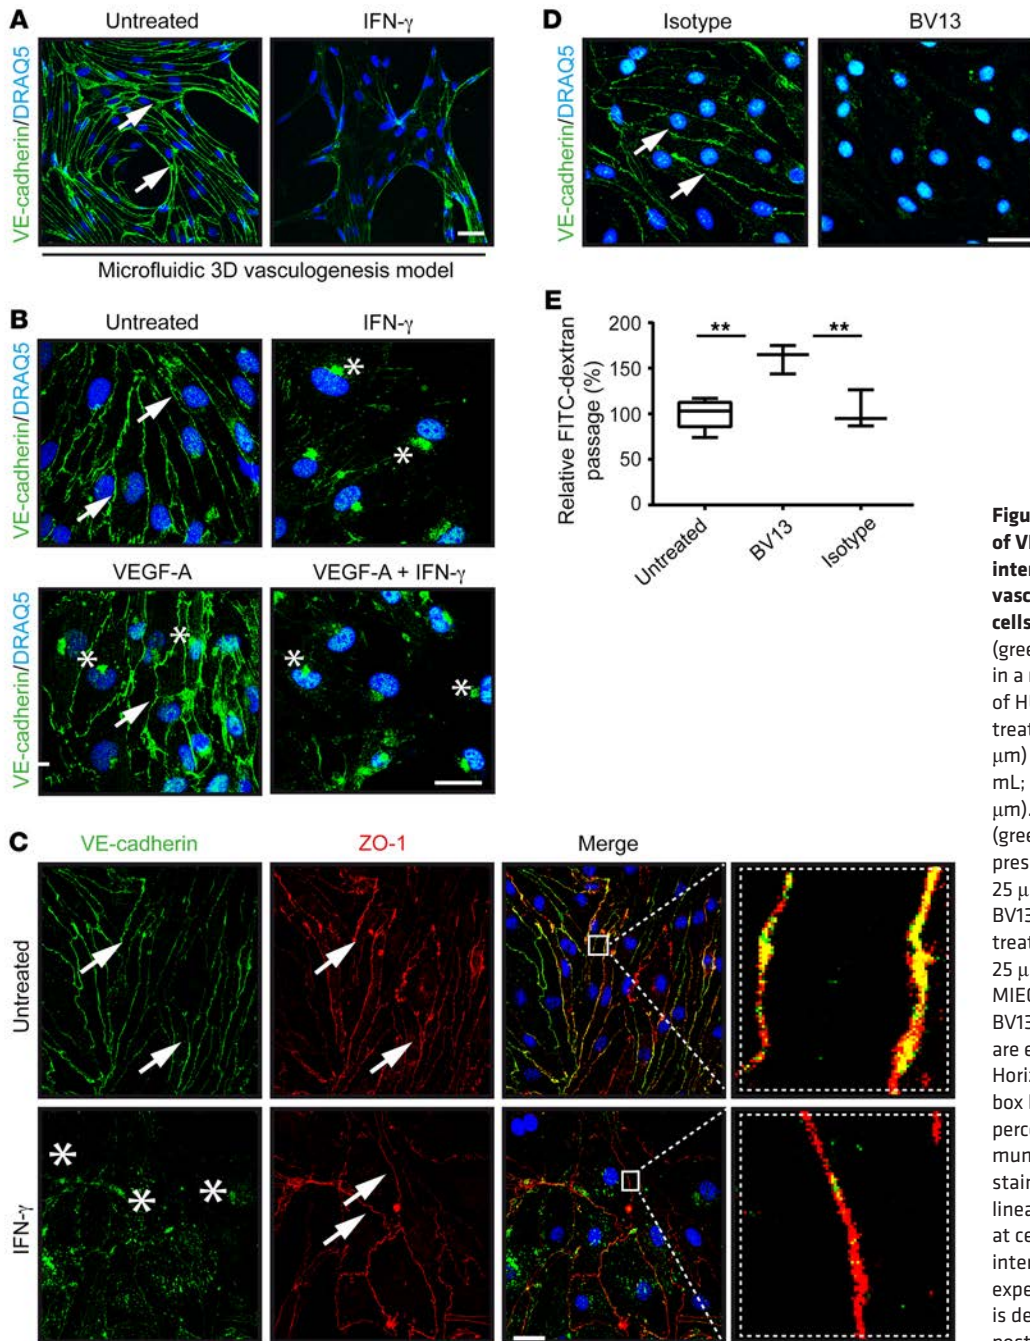 A
Untreated
IFN-γ
VE-cadherin/DRAQ5
Microfluidic 3D vasculogenesis model
B
Untreated
IFN-γ
VE-cadherin/DRAQ5
*
*
VEGF-A
VEGF-A + IFN-γ
VE-cadherin/DRAQ5
*
*
*
*
C
VE-cadherin
ZO-1
Merge
Untreated
IFN-γ
*
*
*
D
Isotype
BV13
VE-cadherin/DRAQ5
E
Relative FITC-dextran
passage (%)
200
150
100
50
0
**
**
Untreated
BV13
Isotype
Figu
of VI
inter
vasc
cells
(gree
in a r
of H
treat
μm)
mL;
μm).
(gree
pres
25 μ
BV13
treat
25 μ
MIE
BV13
are e
Horiz
box l
perc
mun
stair
linea
at ce
inter
expe
is de
post